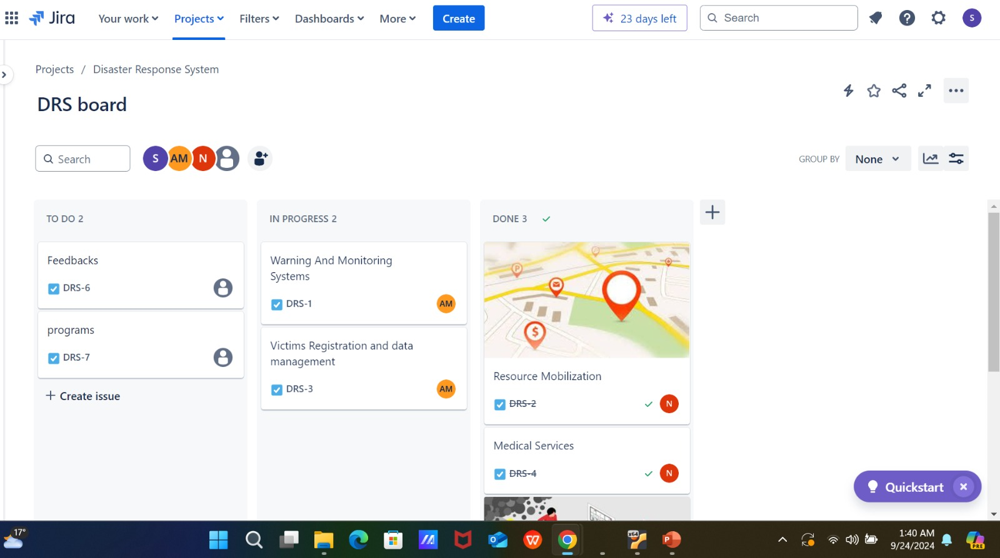 Jira
Your work
Projects
Filters
Dashboards
More
Create
23 days left
Search
S
Projects / Disaster Response System
DRS board
Search
S
AM
N
GROUP BY
None
TO DO 2
Feedbacks
DRS-6
programs
DRS-7
+ Create issue
IN PROGRESS 2
Warning And Monitoring
Systems
DRS-1
AM
Victims Registration and data
management
DRS-3
AM
DONE 3
P
$
Resource Mobilization
DRS-2
N
Medical Services
DRS-4
N
Quickstart
17°
x64
W
P
PRE
1:40 AM
9/24/2024